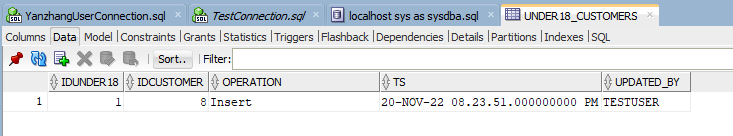 YanzhangUserConnection.sql TestConnection.sql localhost sys as sysdba.sql UNDER18_CUSTOMERS
Columns Data Model Constraints Grants Statistics Triggers Flashback Dependencies Details Partitions Indexes SQL
Sort.. Filter:
IDUNDER18 IDCUSTOMER OPERATION TS UPDATED_BY
1 1 8 Insert 20-NOV-22 08.23.51.000000000 PM TESTUSER